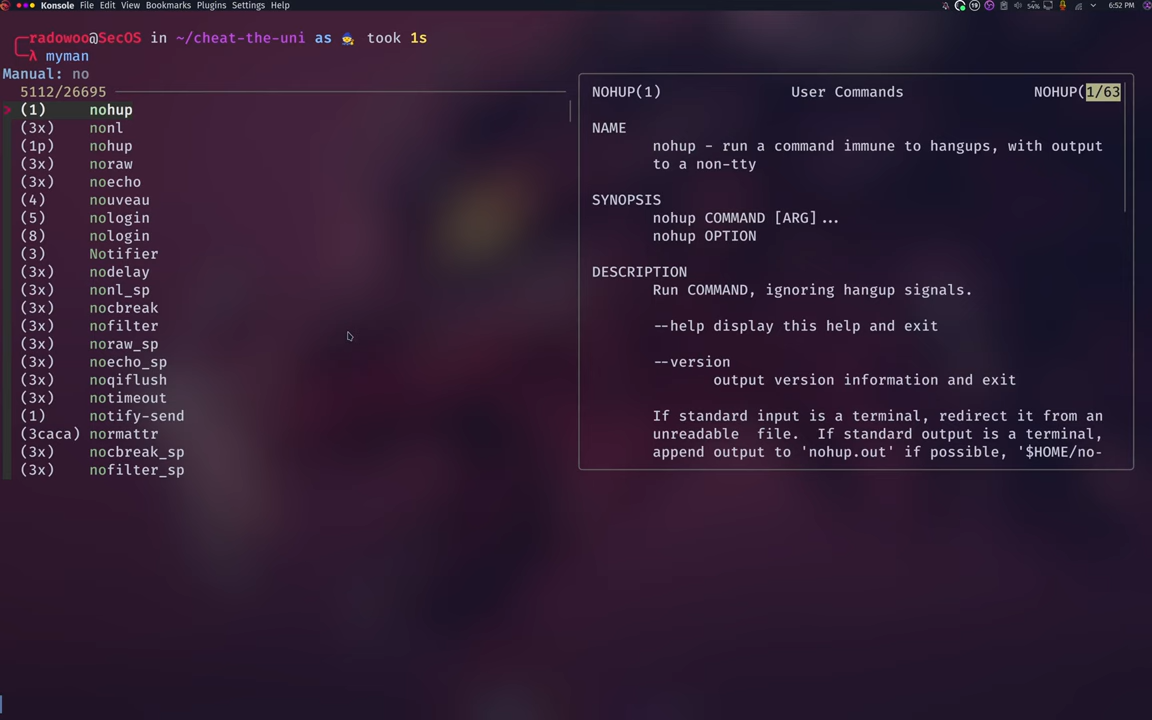 Konsole File Edit View Bookmarks Plugins Settings Help 19 54% 6:52 PM
radowoo@SecOS in ~/cheat-the-uni as 🧙 took 1s
λ myman
Manual: no
5112/26695
> (1) nohup
(3x) nonl
(1p) nohup
(3x) noraw
(3x) noecho
(4) nouveau
(5) nologin
(8) nologin
(3) Notifier
(3x) nodelay
(3x) nonl_sp
(3x) nocbreak
(3x) nofilter
(3x) noraw_sp
(3x) noecho_sp
(3x) noqiflush
(3x) notimeout
(1) notify-send
(3caca) normattr
(3x) nocbreak_sp
(3x) nofilter_sp
NOHUP(1) User Commands NOHUP(1/63
NAME
nohup - run a command immune to hangups, with output
to a non-tty
SYNOPSIS
nohup COMMAND [ARG]...
nohup OPTION
DESCRIPTION
Run COMMAND, ignoring hangup signals.
--help display this help and exit
--version
output version information and exit
If standard input is a terminal, redirect it from an
unreadable file. If standard output is a terminal,
append output to 'nohup.out' if possible, '$HOME/no-